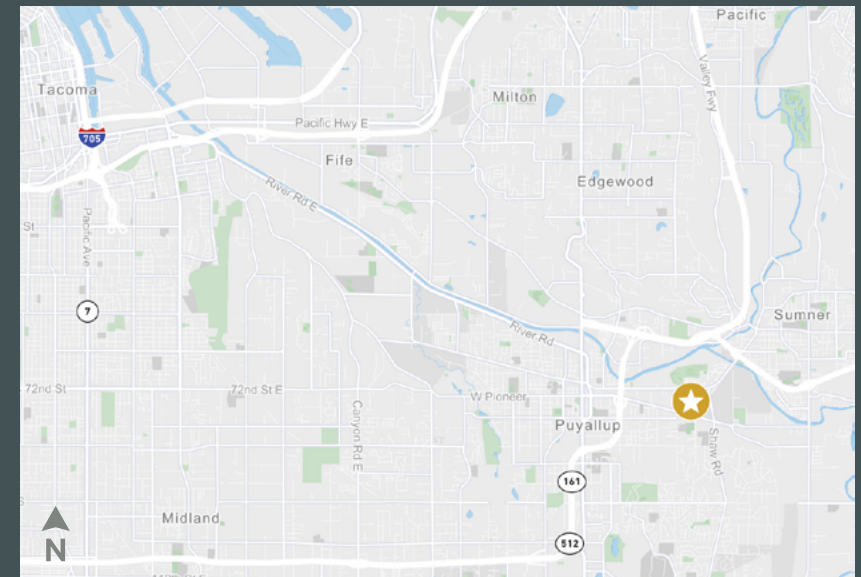 Pacific
Tacoma
Valley Fwy
Milton
705
Pacific Hwy E
Fife
Edgewood
River Rd E
Pacific Ave
St
7
Sumner
River Rd
72nd St
72nd St E
W Pioneer
Canyon Rd E
Puyallup
Shaw Rd
161
Midland
512
N